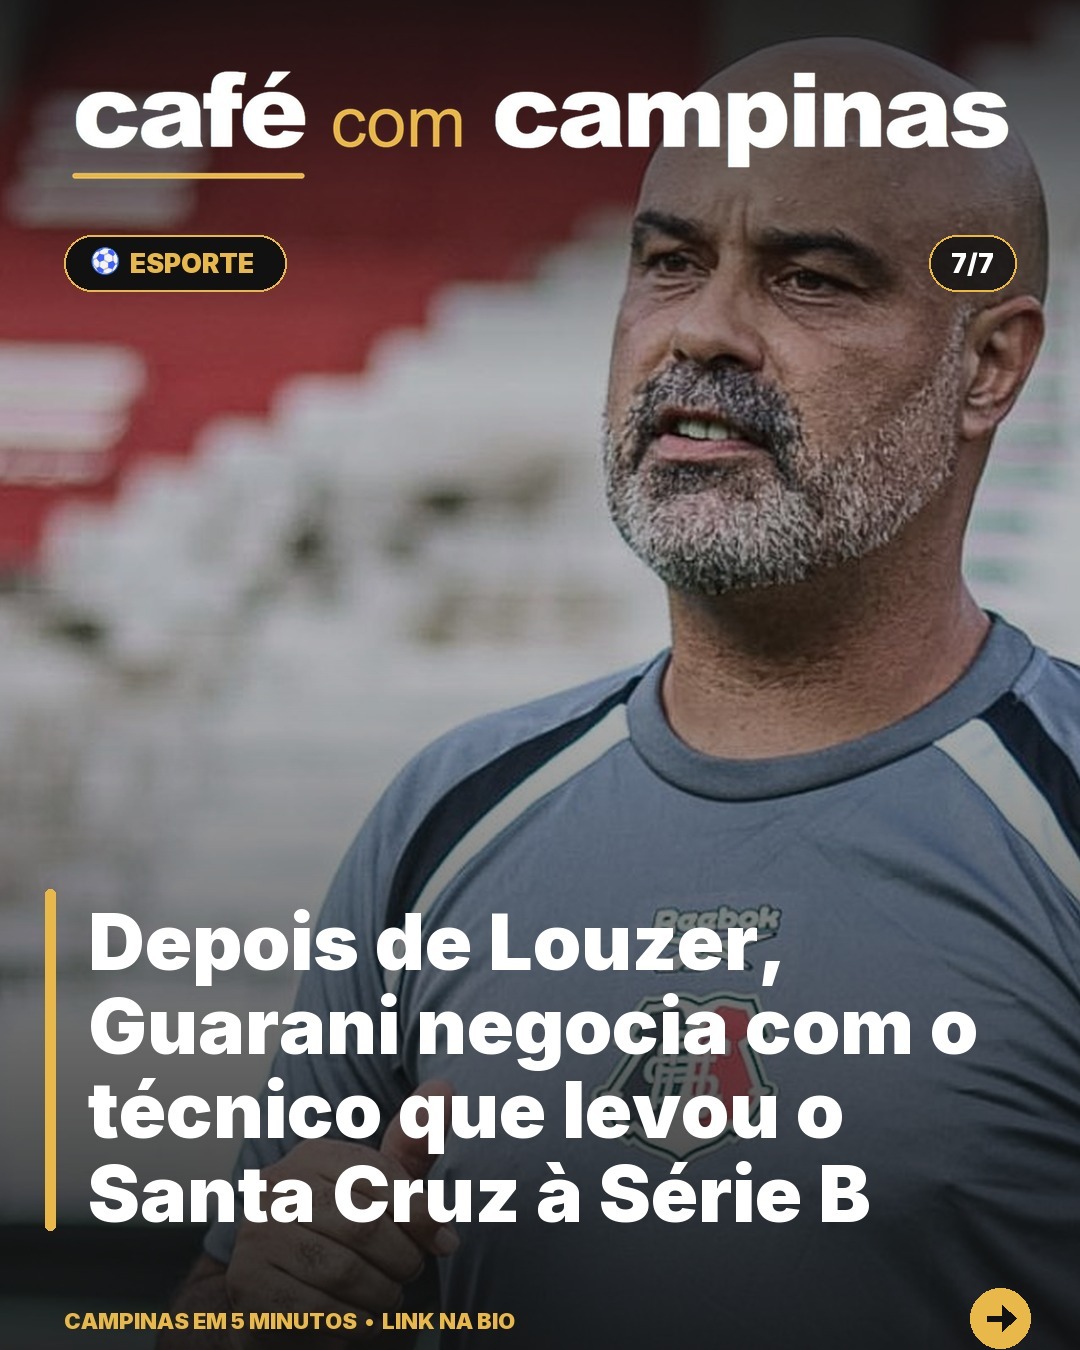 café com campinas
ESPORTE
7/7
Reebok
Depois de Louzer,
Guarani negocia com o
técnico que levou o
Santa Cruz à Série B
CAMPINAS EM 5 MINUTOS • LINK NA BIO